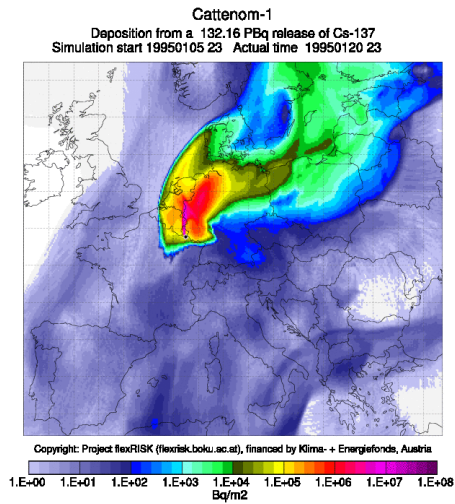 Cattenom-1
Deposition from a 132.16 PBq release of Cs-137
Simulation start 19950105 23 Actual time 19950120 23
Copyright: Project flexRISK (flexrisk.boku.ac.at), financed by Klima- + Energiefonds, Austria
1.E+00 1.E+01 1.E+02 1.E+03 1.E+04 1.E+05 1.E+06 1.E+07 1.E+08
Bq/m2